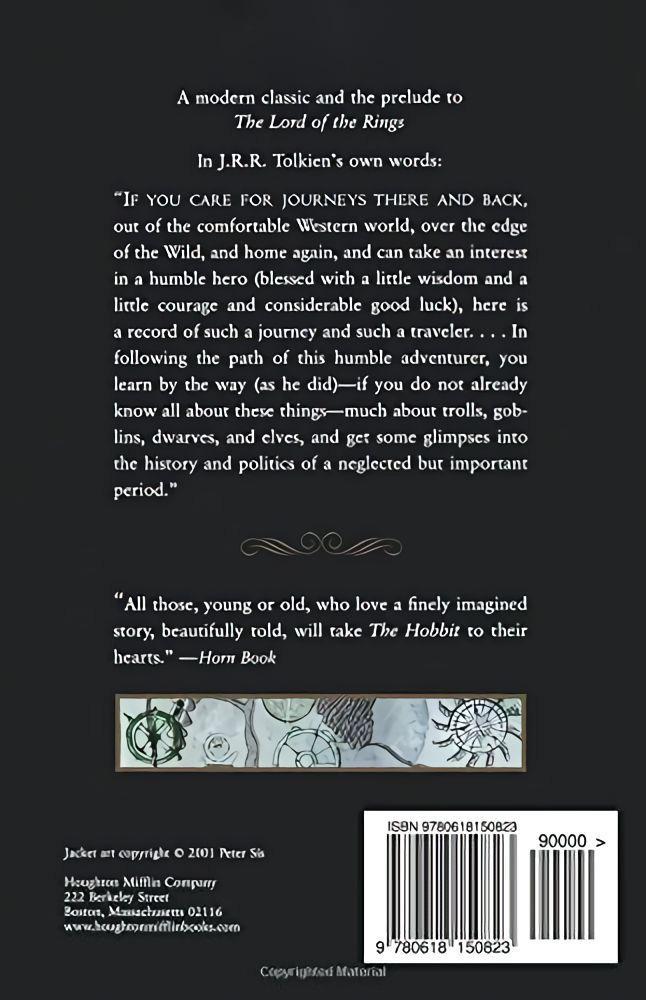 A modern classic and the prelude to
The Lord of the Rings
In J.R.R. Tolkien's own words:
"IF YOU CARE FOR JOURNEYS THERE AND BACK,
out of the comfortable Western world, over the edge
of the Wild, and home again, and can take an interest
in a humble hero (blessed with a little wisdom and a
little courage and considerable good luck), here is
a record of such a journey and such a traveler. . . . In
following the path of this humble adventurer, you
learn by the way (as he did)—if you do not already
know all about these things—much about trolls, gob-
lins, dwarves, and elves, and get some glimpses into
the history and politics of a neglected but important
period."
"All those, young or old, who love a finely imagined
story, beautifully told, will take The Hobbit to their
hearts." —Horn Book
Jacket art copyright © 2001 Peter Sís
Houghton Mifflin Company
222 Berkeley Street
Boston, Massachusetts 02116
www.houghtonmifflinbooks.com
ISBN 9780618150823
90000 >
9 780618 150823
Copyrighted Material